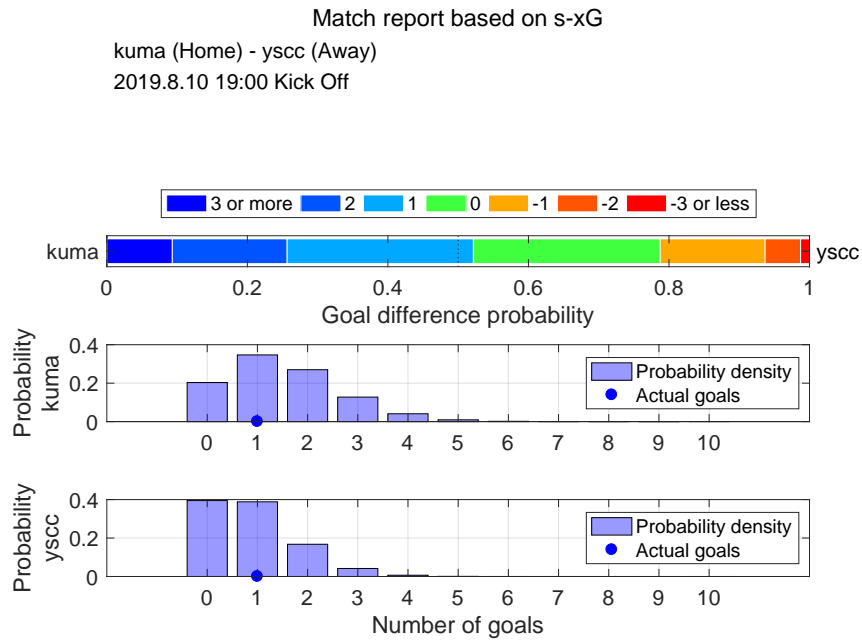 Match report based on s-xG
kuma (Home) - yscc (Away)
2019.8.10 19:00 Kick Off
3 or more 2 1 0 -1 -2 -3 or less
kuma yscc
0 0.2 0.4 0.6 0.8 1
Goal difference probability
Probability
kuma
0.4
0.2
0
Probability density
Actual goals
0 1 2 3 4 5 6 7 8 9 10
Probability
yscc
0.4
0.2
0
Probability density
Actual goals
0 1 2 3 4 5 6 7 8 9 10
Number of goals